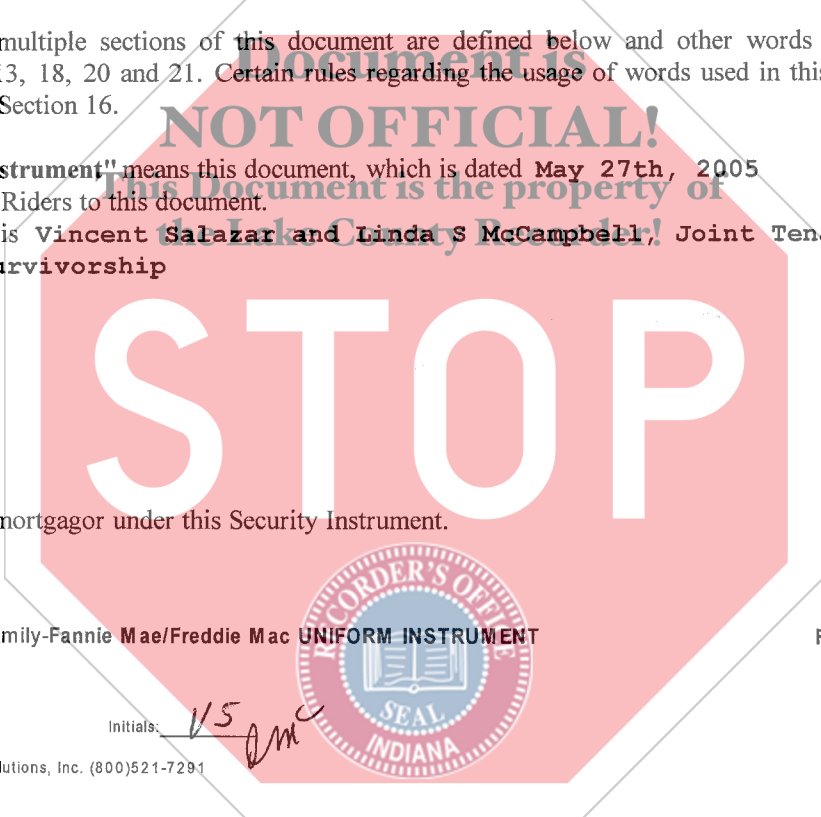 multiple sections of this document are defined below and other words
13, 18, 20 and 21. Certain rules regarding the usage of words used in this
Section 16.
Document is
NOT OFFICIAL!
strument" means this document, which is dated May 27th, 2005
This Document is the property of
Riders to this document.
the Lake County Recorder!
is Vincent Salazar and Linda S McCampbell, Joint Ten
urvivorship
STOP
mortgagor under this Security Instrument.
RECORDER'S OFFICE
mily-Fannie Mae/Freddie Mac UNIFORM INSTRUMENT
SEAL
INDIANA
Initials: VS
lutions, Inc. (800)521-7291